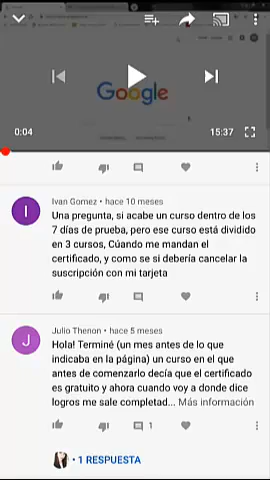 Google
0:04
15:37
Ivan Gomez • hace 10 meses
I
Una pregunta, si acabe un curso dentro de los
7 días de prueba, pero ese curso está dividido
en 3 cursos, Cúando me mandan el
certificado, y como se si debería cancelar la
suscripción con mi tarjeta
Julio Thenon • hace 5 meses
J
Hola! Terminé (un mes antes de lo que
indicaba en la página) un curso en el que
antes de comenzarlo decía que el certificado
es gratuito y ahora cuando voy a donde dice
logros me sale completad... Más información
1
• 1 RESPUESTA